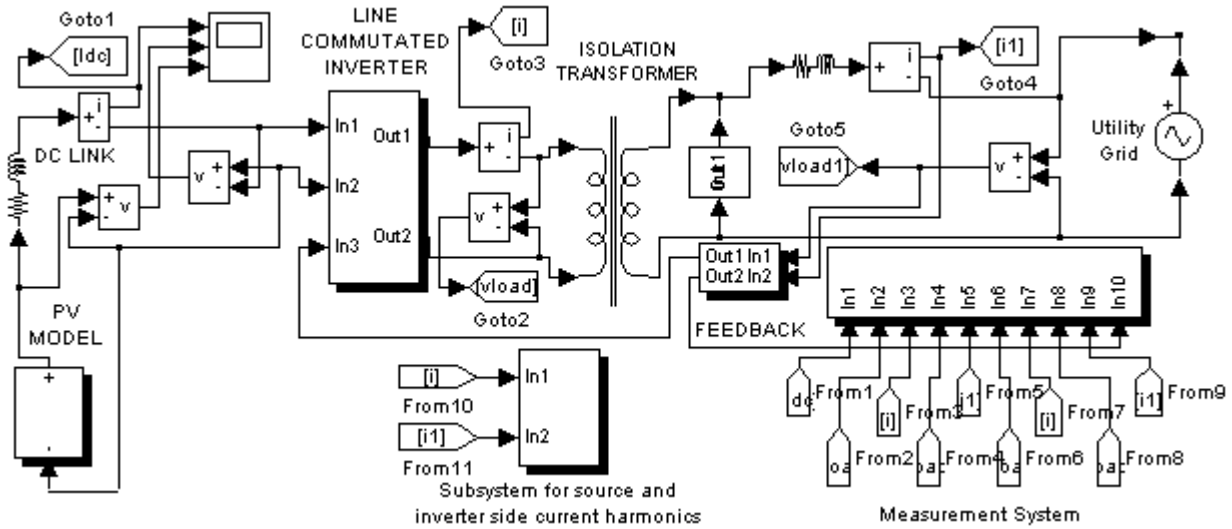 Goto1
[Idc]
LINE
COMMUTATED
INVERTER
[i]
Goto3
ISOLATION
TRANSFORMER
[i1]
Goto4
+ i
-
DC LINK
v + -
+ - v
In1
In2
In3
Out1
Out2
+ i
-
v + -
[vload]
Goto2
Out1
+ i
-
Goto5
vload1]
v + -
+
Utility
Grid
Out1 In1
Out2 In2
FEEDBACK
In1
In2
In3
In4
In5
In6
In7
In8
In9
In10
PV
MODEL
+
-
[i]
From10
[i1]
From11
In1
In2
Subsystem for source and
inverter side current harmonics
dc
From1
From2
[i]
From3
From4
i1]
From5
From6
[i]
From7
From8
[i1]
From9
Measurement System